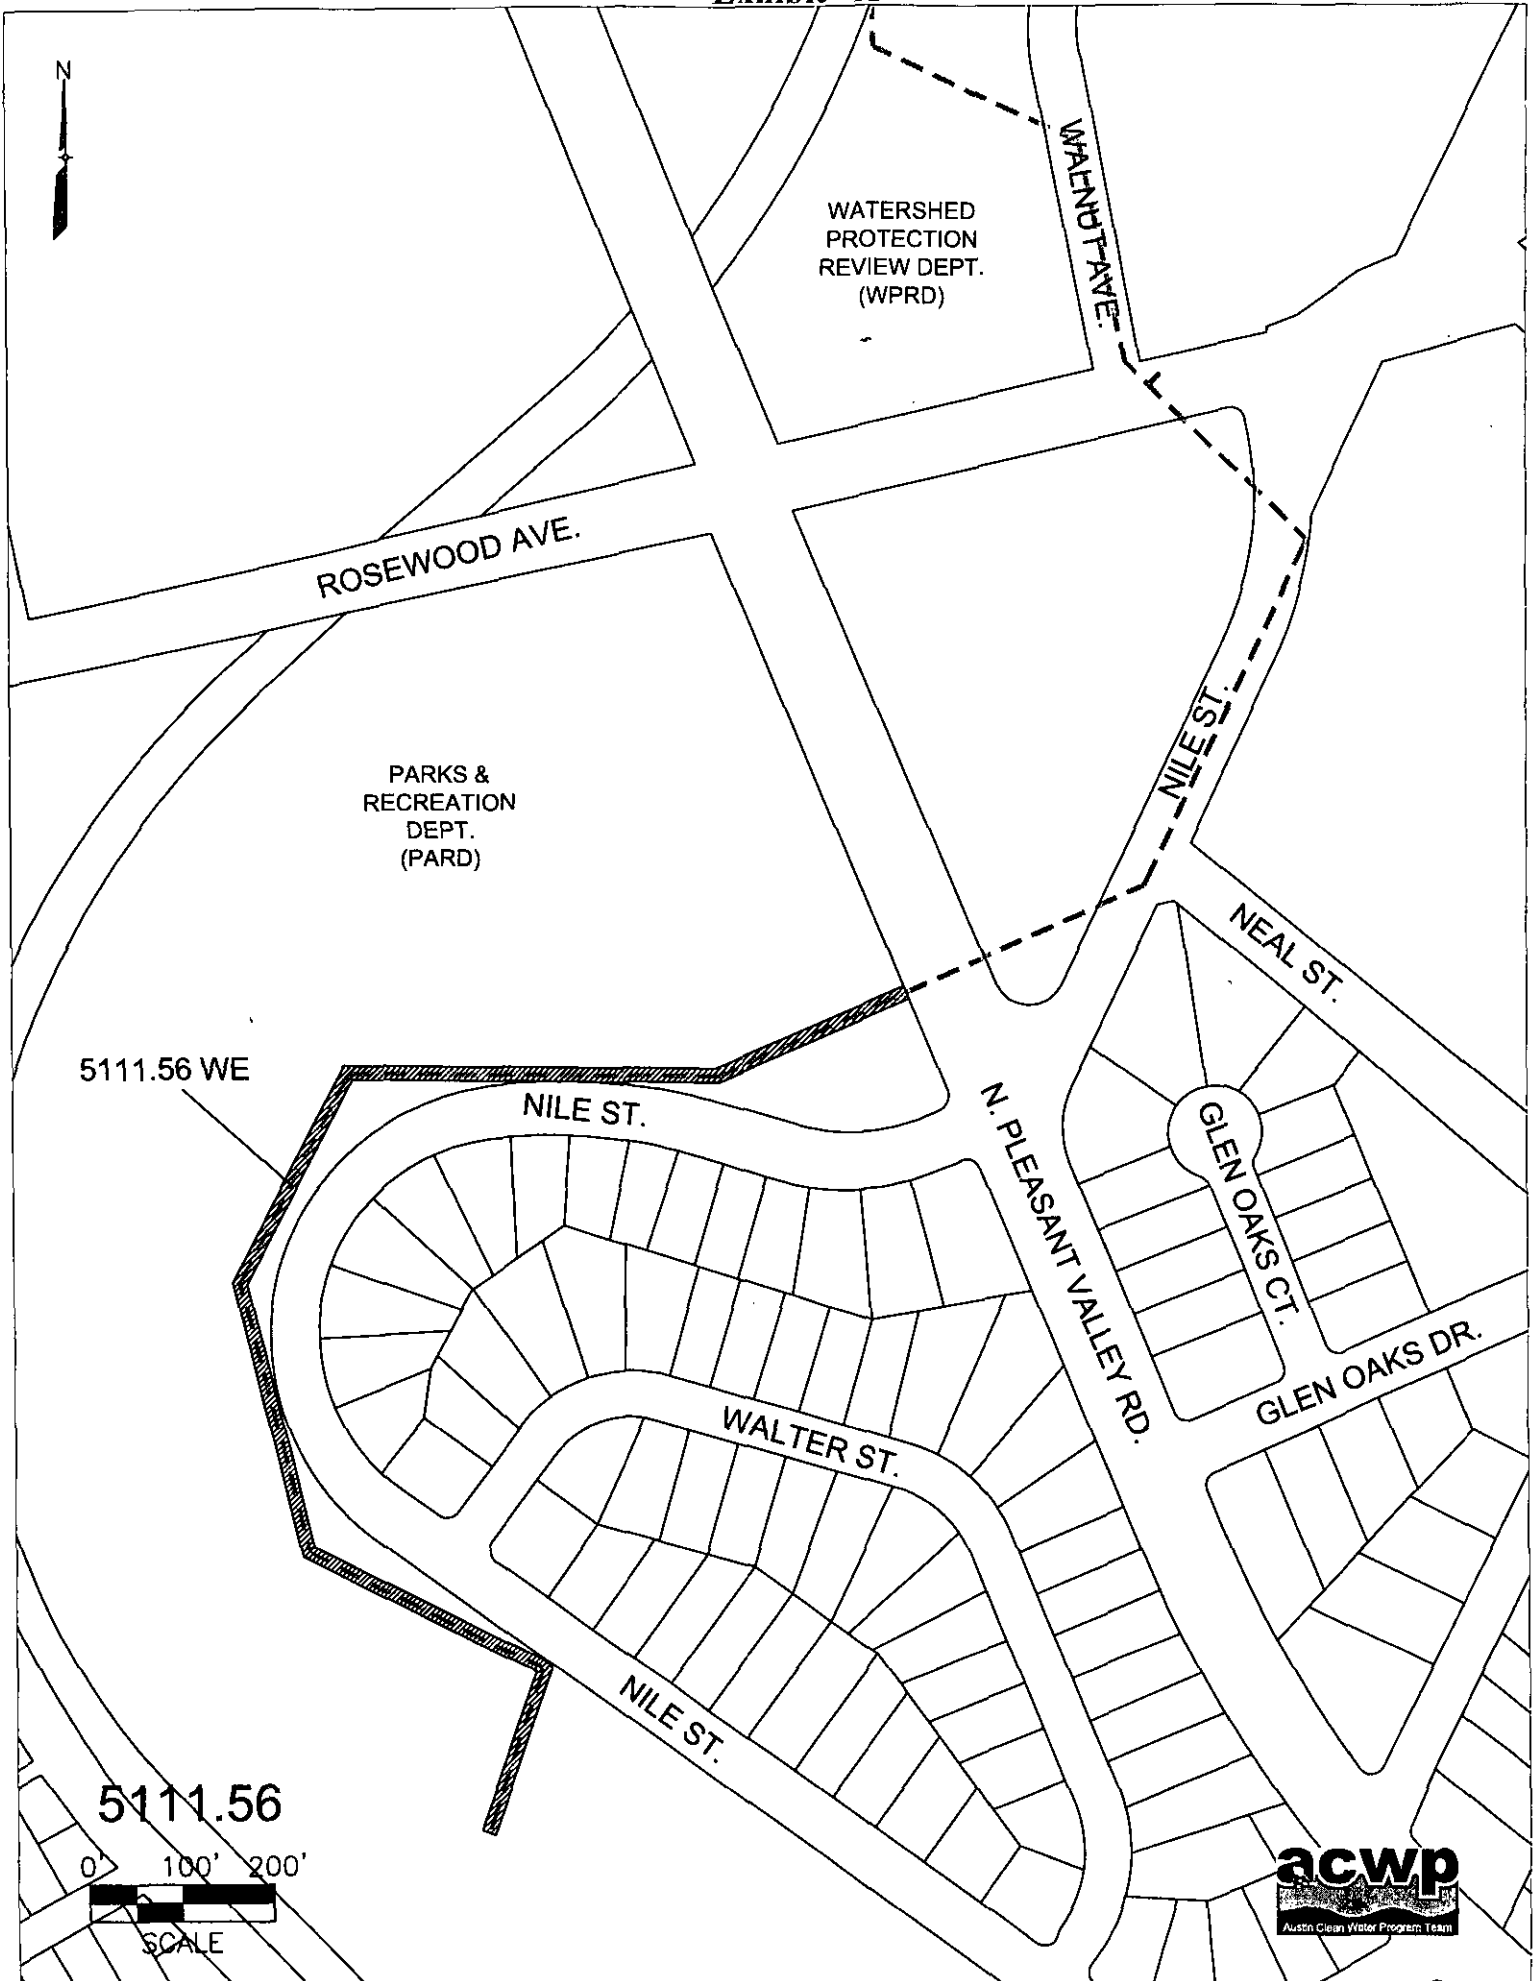 N
WALNUT AVE.
WATERSHED
PROTECTION
REVIEW DEPT.
(WPRD)
ROSEWOOD AVE.
NILE ST.
PARKS &
RECREATION
DEPT.
(PARD)
NEAL ST.
5111.56 WE
NILE ST.
N. PLEASANT VALLEY RD.
GLEN OAKS CT.
GLEN OAKS DR.
WALTER ST.
NILE ST.
5111.56
0' 100' 200'
SCALE
acwp
Austin Clean Water Program Team